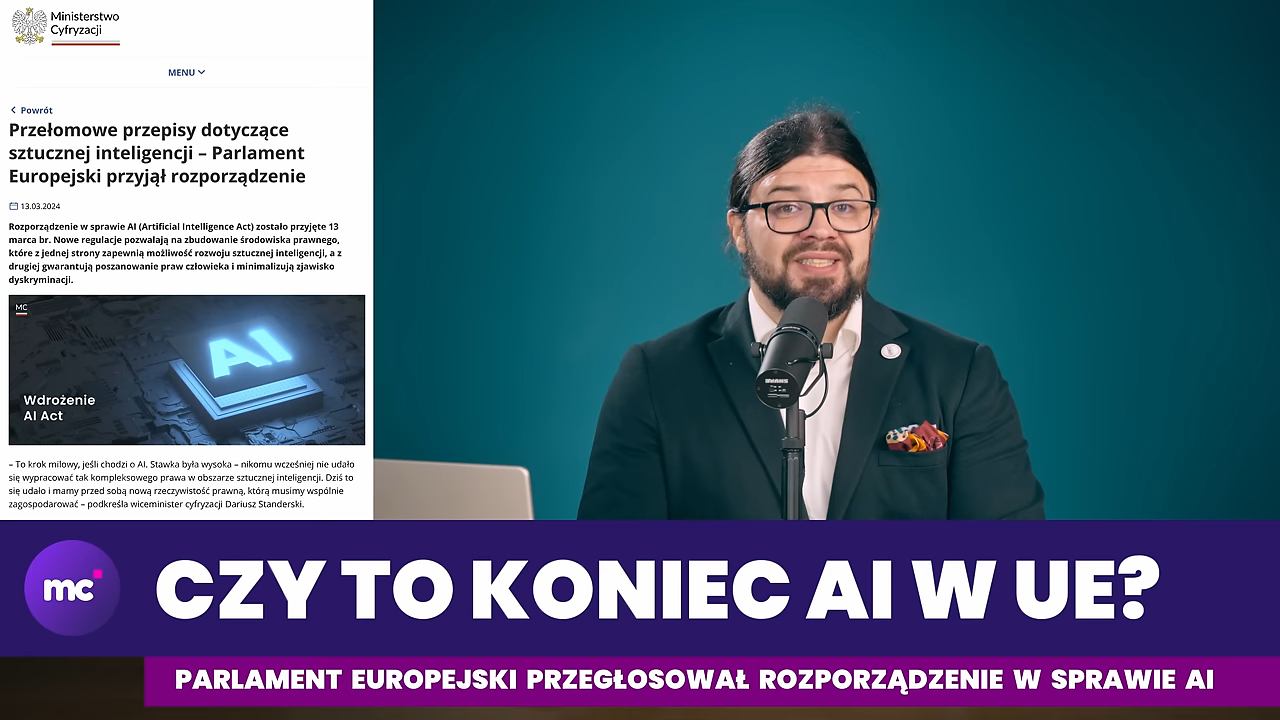 Ministerstwo
Cyfryzacji
MENU
Powrót
Przełomowe przepisy dotyczące
sztucznej inteligencji – Parlament
Europejski przyjął rozporządzenie
13.03.2024
Rozporządzenie w sprawie AI (Artificial Intelligence Act) zostało przyjęte 13
marca br. Nowe regulacje pozwalają na zbudowanie środowiska prawnego,
które z jednej strony zapewnią możliwość rozwoju sztucznej inteligencji, a z
drugiej gwarantują poszanowanie praw człowieka i minimalizują zjawisko
dyskryminacji.
MC
AI
Wdrożenie
AI Act
– To krok milowy, jeśli chodzi o AI. Stawka była wysoka – nikomu wcześniej nie udało
się wypracować tak kompleksowego prawa w obszarze sztucznej inteligencji. Dziś to
się udało i mamy przed sobą nową rzeczywistość prawną, którą musimy wspólnie
zagospodarować – podkreśla wiceminister cyfryzacji Dariusz Standerski.
mc
CZY TO KONIEC AI W UE?
PARLAMENT EUROPEJSKI PRZEGŁOSOWAŁ ROZPORZĄDZENIE W SPRAWIE AI